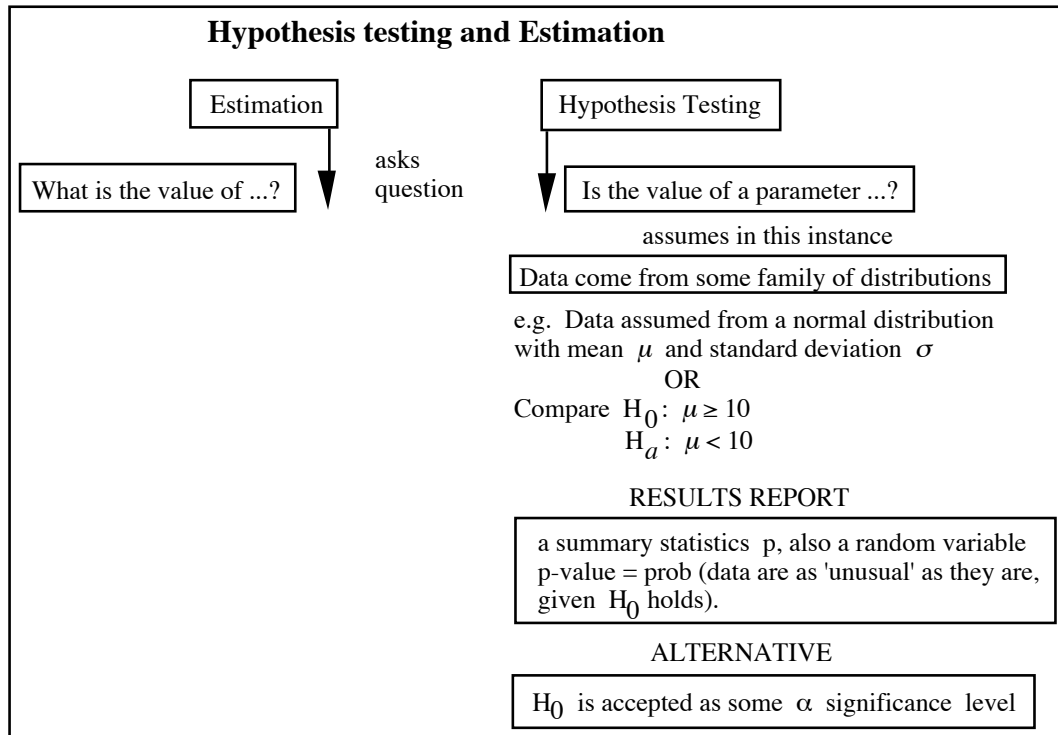 Hypothesis testing and Estimation
Estimation
Hypothesis Testing
asks
question
What is the value of ...?
Is the value of a parameter ...?
assumes in this instance
Data come from some family of distributions
e.g. Data assumed from a normal distribution
with mean μ and standard deviation σ
OR
Compare H0 : μ ≥ 10
Ha : μ < 10
RESULTS REPORT
a summary statistics p, also a random variable
p-value = prob (data are as 'unusual' as they are,
given H0 holds).
ALTERNATIVE
H0 is accepted as some α significance level